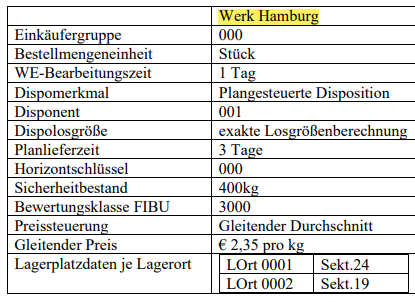 Werk Hamburg
Einkäufergruppe 000
Bestellmengeneinheit Stück
WE-Bearbeitungszeit 1 Tag
Dispomerkmal Plangesteuerte Disposition
Disponent 001
Dispolosgröße exakte Losgrößenberechnung
Planlieferzeit 3 Tage
Horizontschlüssel 000
Sicherheitbestand 400kg
Bewertungsklasse FIBU 3000
Preissteuerung Gleitender Durchschnitt
Gleitender Preis € 2,35 pro kg
Lagerplatzdaten je Lagerort LOrt 0001 Sekt.24
LOrt 0002 Sekt.19